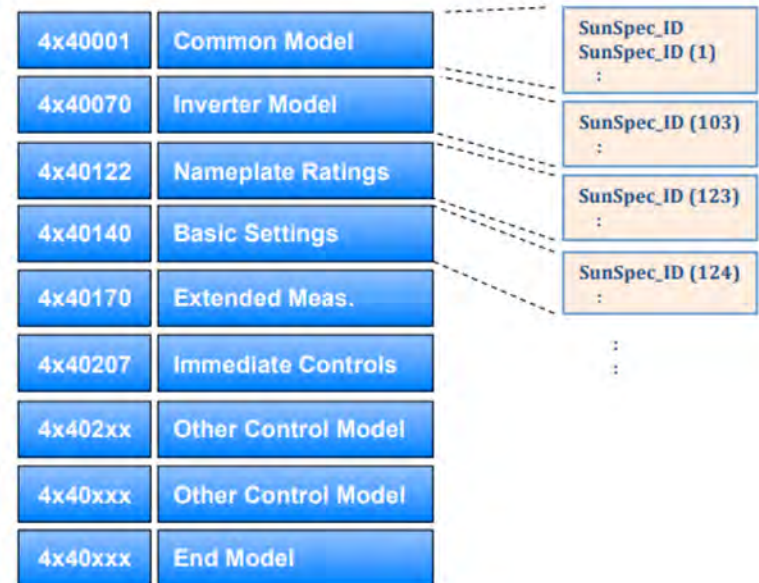 4x40001 Common Model
4x40070 Inverter Model
4x40122 Nameplate Ratings
4x40140 Basic Settings
4x40170 Extended Meas.
4x40207 Immediate Controls
4x402xx Other Control Model
4x40xxx Other Control Model
4x40xxx End Model
SunSpec_ID
SunSpec_ID (1)
:
SunSpec_ID (103)
:
SunSpec_ID (123)
:
SunSpec_ID (124)
:
:
: